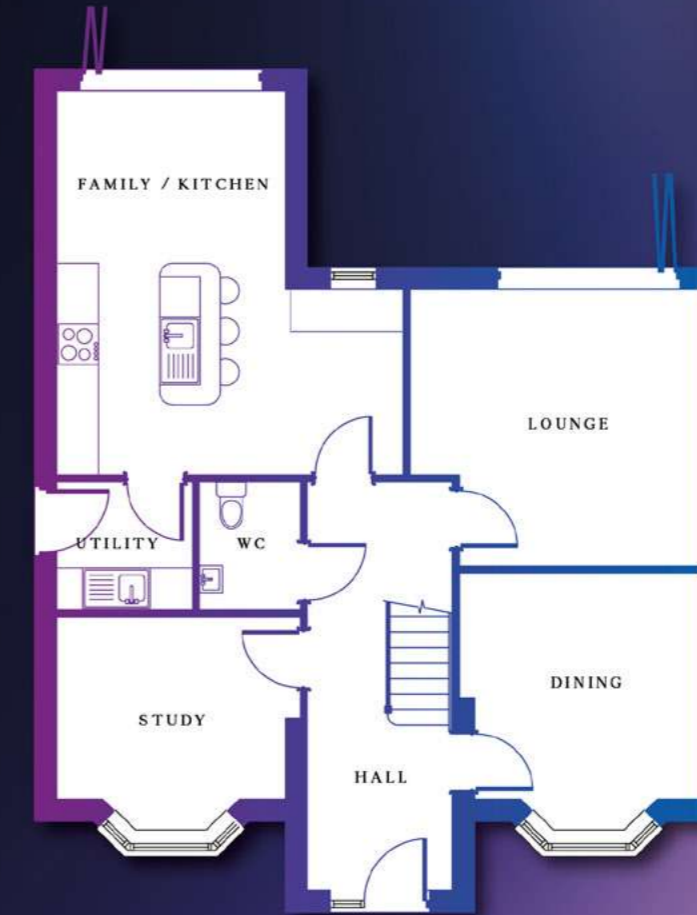 FAMILY / KITCHEN
LOUNGE
UTILITY
WC
DINING
STUDY
HALL